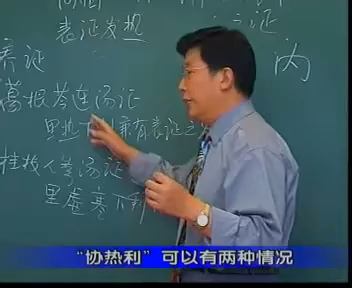 表证发热
二证
表证
内
葛根芩连汤证
里热下利兼有表证之
桂枝人参汤证
里虚寒下利
“协热利”可以有两种情况